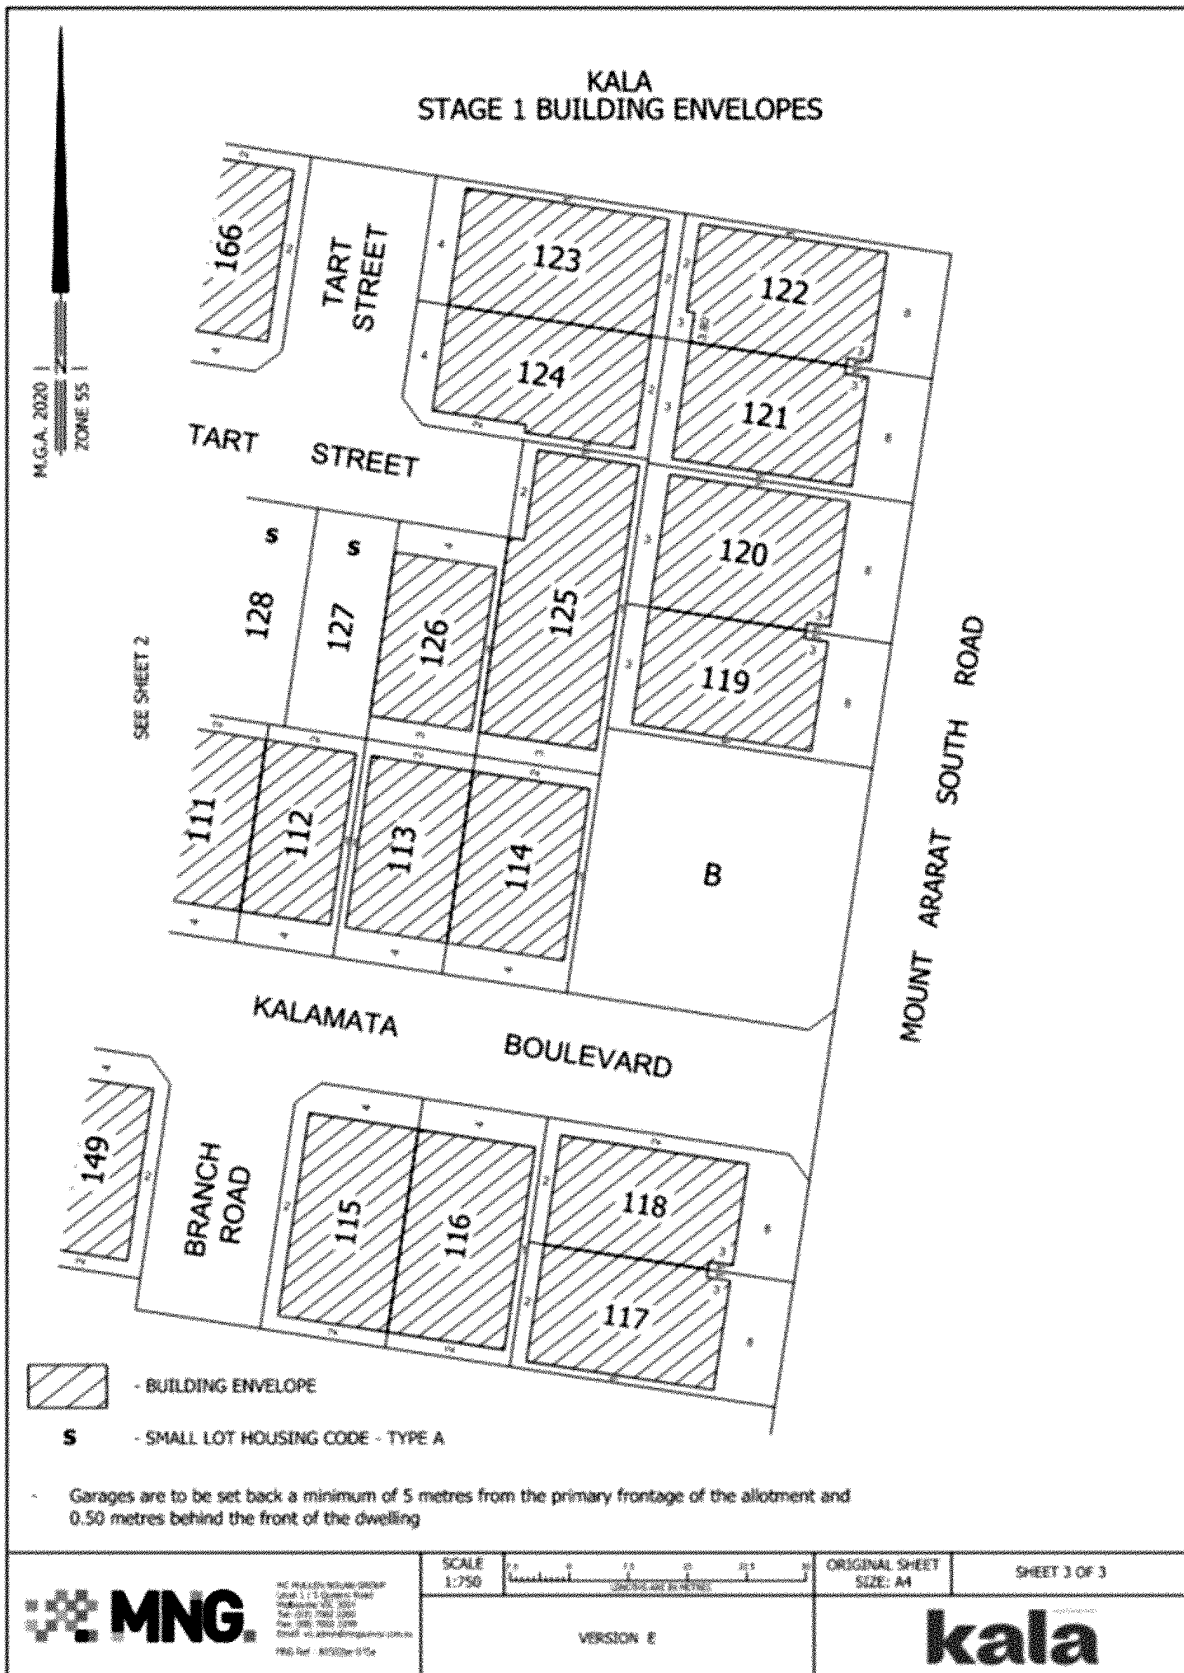 KALA
STAGE 1 BUILDING ENVELOPES
M.G.A. 2020
ZONE 55
166
TART
STREET
123
122
124
121
TART STREET
s
s
128
127
126
125
120
119
SEE SHEET 2
111
112
113
114
B
MOUNT ARARAT SOUTH ROAD
KALAMATA BOULEVARD
149
BRANCH
ROAD
115
116
118
117
- BUILDING ENVELOPE
s - SMALL LOT HOUSING CODE - TYPE A
Garages are to be set back a minimum of 5 metres from the primary frontage of the allotment and
0.50 metres behind the front of the dwelling
MNG.
SCALE
1:750
LENGTHS ARE IN METRES
ORIGINAL SHEET
SIZE: A4
SHEET 3 OF 3
VERSION E
kala